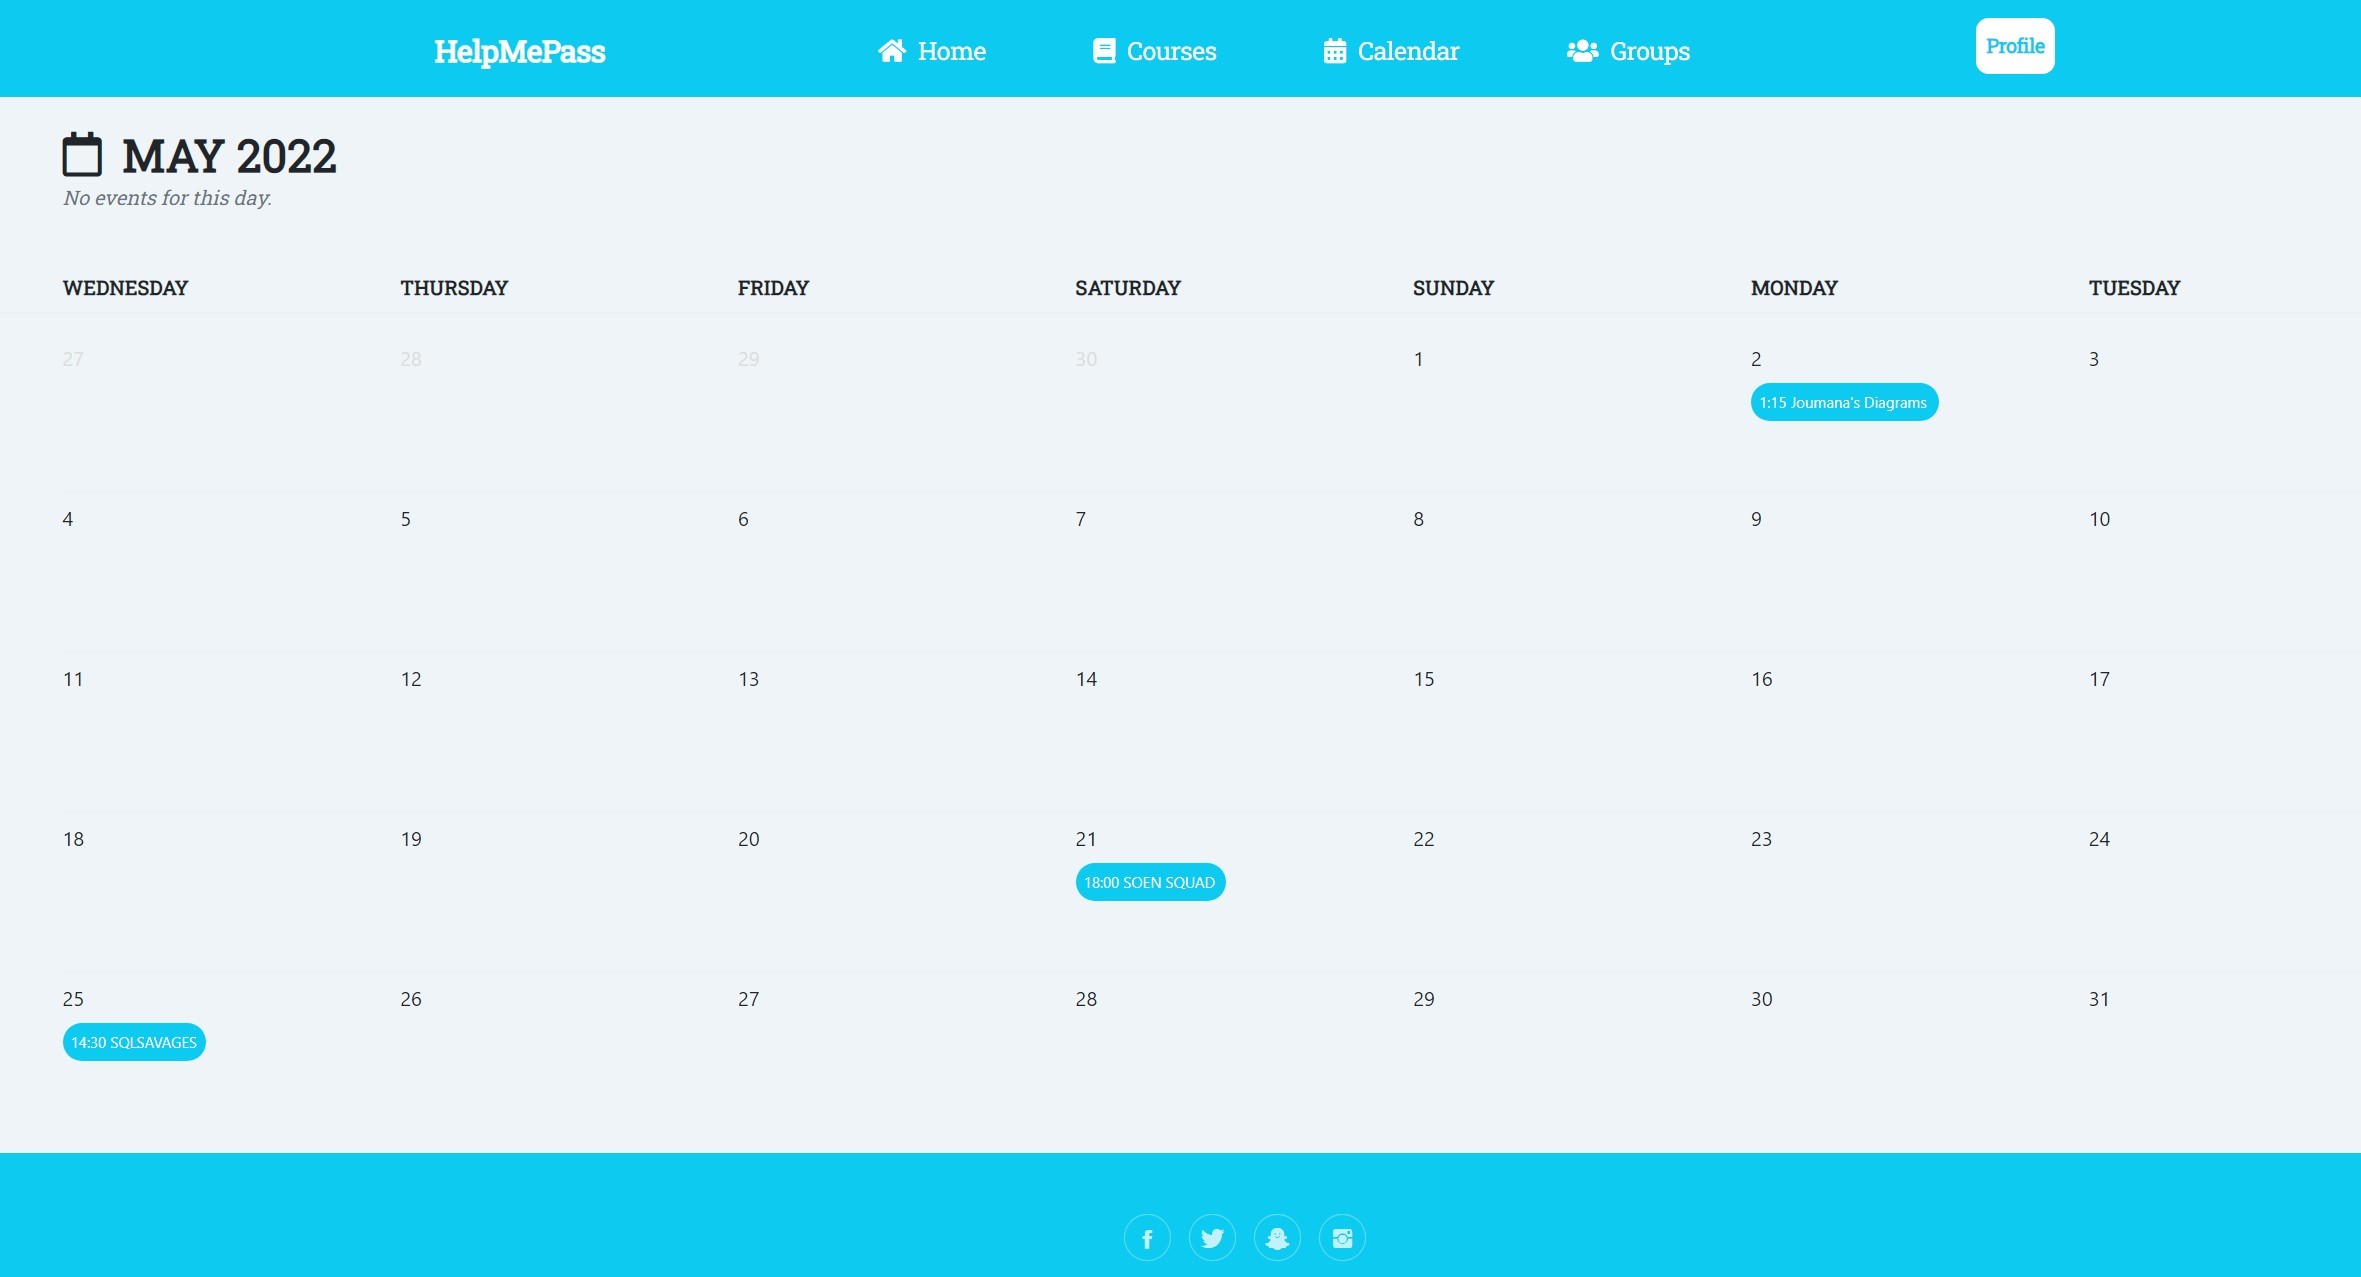 HelpMePass Home Courses Calendar Groups Profile
MAY 2022
No events for this day.
WEDNESDAY THURSDAY FRIDAY SATURDAY SUNDAY MONDAY TUESDAY
27 28 29 30 1 2 3
1:15 Joumana's Diagrams
4 5 6 7 8 9 10
11 12 13 14 15 16 17
18 19 20 21 22 23 24
18:00 SOEN SQUAD
25 26 27 28 29 30 31
14:30 SQLSAVAGES